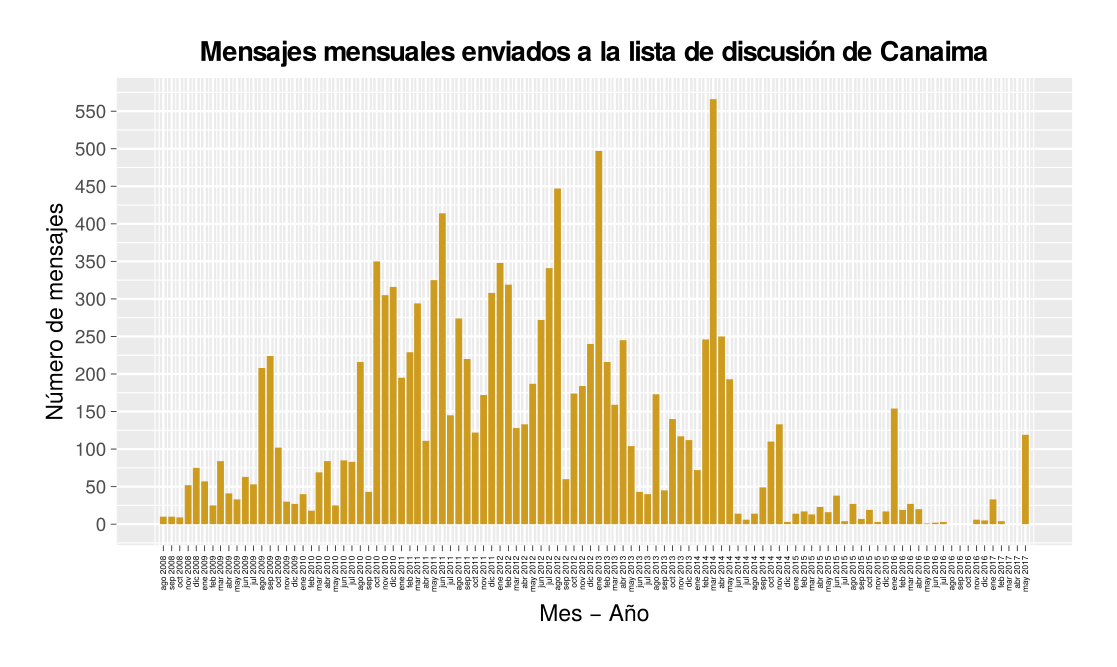 Mensajes mensuales enviados a la lista de discusión de Canaima
Número de mensajes
550
500
450
400
350
300
250
200
150
100
50
0
ago 2008
sep 2008
oct 2008
nov 2008
dic 2008
ene 2009
feb 2009
mar 2009
abr 2009
may 2009
jun 2009
jul 2009
ago 2009
sep 2009
oct 2009
nov 2009
dic 2009
ene 2010
feb 2010
mar 2010
abr 2010
may 2010
jun 2010
jul 2010
ago 2010
sep 2010
oct 2010
nov 2010
dic 2010
ene 2011
feb 2011
mar 2011
abr 2011
may 2011
jun 2011
jul 2011
ago 2011
sep 2011
oct 2011
nov 2011
dic 2011
ene 2012
feb 2012
mar 2012
abr 2012
may 2012
jun 2012
jul 2012
ago 2012
sep 2012
oct 2012
nov 2012
dic 2012
ene 2013
feb 2013
mar 2013
abr 2013
may 2013
jun 2013
jul 2013
ago 2013
sep 2013
oct 2013
nov 2013
dic 2013
ene 2014
feb 2014
mar 2014
abr 2014
may 2014
jun 2014
jul 2014
ago 2014
sep 2014
oct 2014
nov 2014
dic 2014
ene 2015
feb 2015
mar 2015
abr 2015
may 2015
jun 2015
jul 2015
ago 2015
sep 2015
oct 2015
nov 2015
dic 2015
ene 2016
feb 2016
mar 2016
abr 2016
may 2016
jun 2016
jul 2016
ago 2016
sep 2016
oct 2016
nov 2016
dic 2016
ene 2017
feb 2017
mar 2017
may 2017
Mes − Año